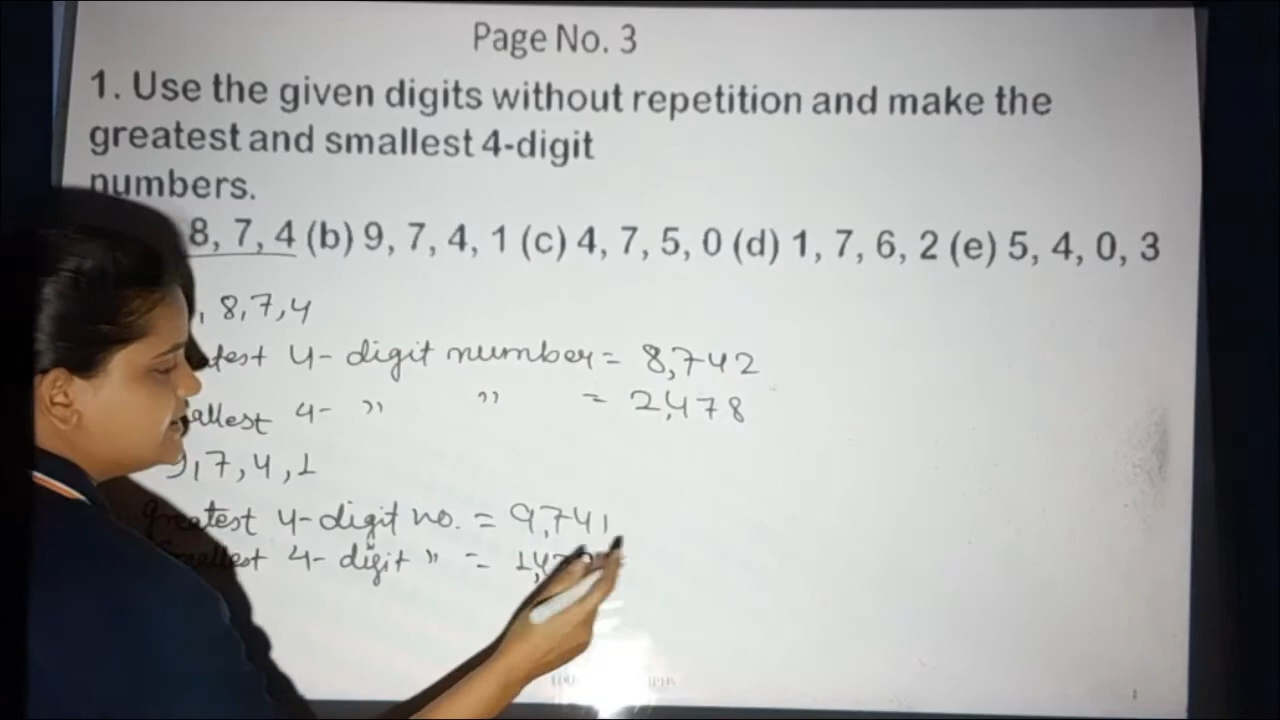 Page No. 3
1. Use the given digits without repetition and make the
greatest and smallest 4-digit
numbers.
8, 7, 4 (b) 9, 7, 4, 1 (c) 4, 7, 5, 0 (d) 1, 7, 6, 2 (e) 5, 4, 0, 3
, 8,7,4
4- digit number = 8,742
4- " " = 2,478
7,4,1
greatest 4-digit no. = 9,741
Smallest 4- digit " =